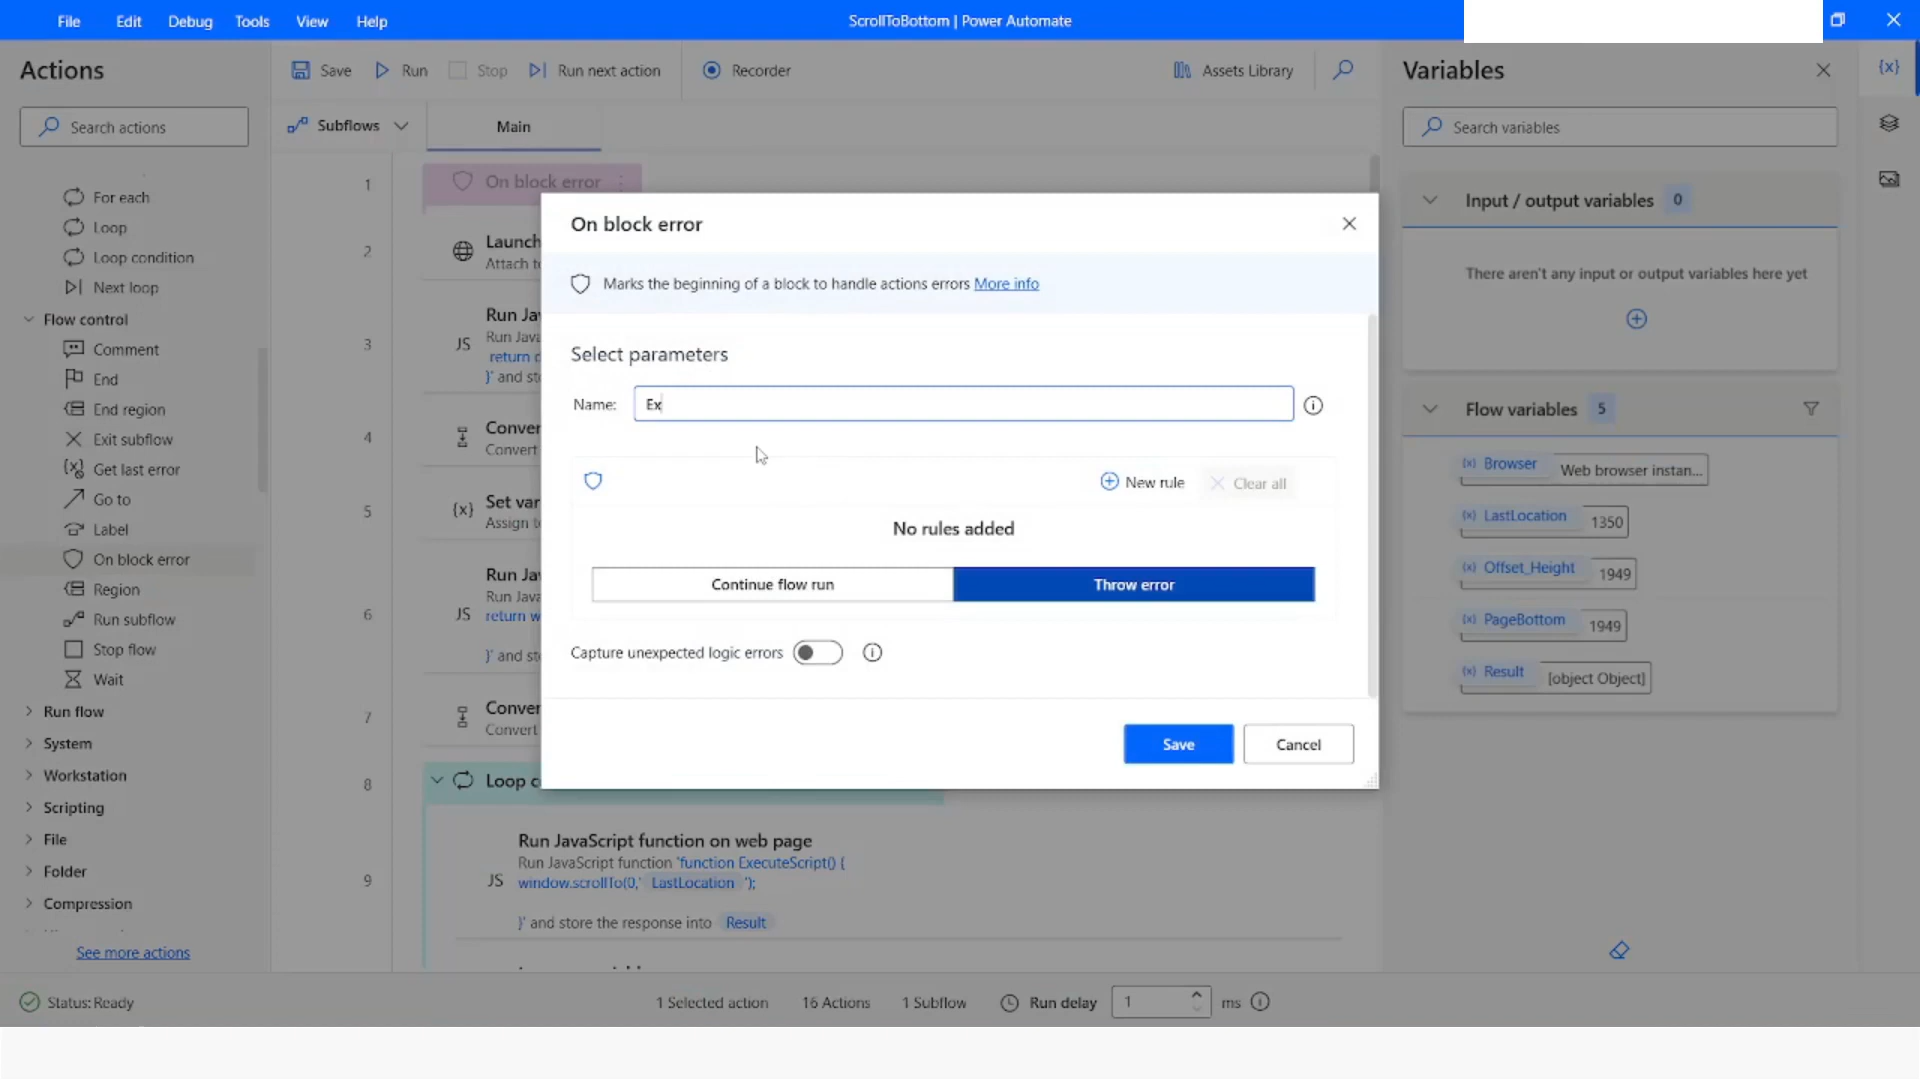 File Edit Debug Tools View Help
ScrollToBottom | Power Automate
Actions
Search actions
For each
Loop
Loop condition
Next loop
Flow control
Comment
End
End region
Exit subflow
Get last error
Go to
Label
On block error
Region
Run subflow
Stop flow
Wait
Run flow
System
Workstation
Scripting
File
Folder
Compression
See more actions
Save Run Stop Run next action Recorder Assets Library
Subflows Main
1 On block error
2 Launch
Attach to
3 JS Run Jav
Run Java
return
}' and sto
4 Conver
Convert
5 {x} Set var
Assign to
6 JS Run Jav
Run Java
return w
}' and sto
7 Conver
Convert
8 Loop c
9 JS Run JavaScript function on web page
Run JavaScript function 'function ExecuteScript() {
window.scrollTo(0,' LastLocation ');
}' and store the response into Result
On block error
Marks the beginning of a block to handle actions errors More info
Select parameters
Name: Ex
New rule Clear all
No rules added
Continue flow run Throw error
Capture unexpected logic errors
Save Cancel
Variables
{x}
Search variables
Input / output variables 0
There aren't any input or output variables here yet
Flow variables 5
(x) Browser Web browser instan...
(x) LastLocation 1350
(x) Offset_Height 1949
(x) PageBottom 1949
(x) Result [object Object]
Status: Ready 1 Selected action 16 Actions 1 Subflow Run delay 1 ms